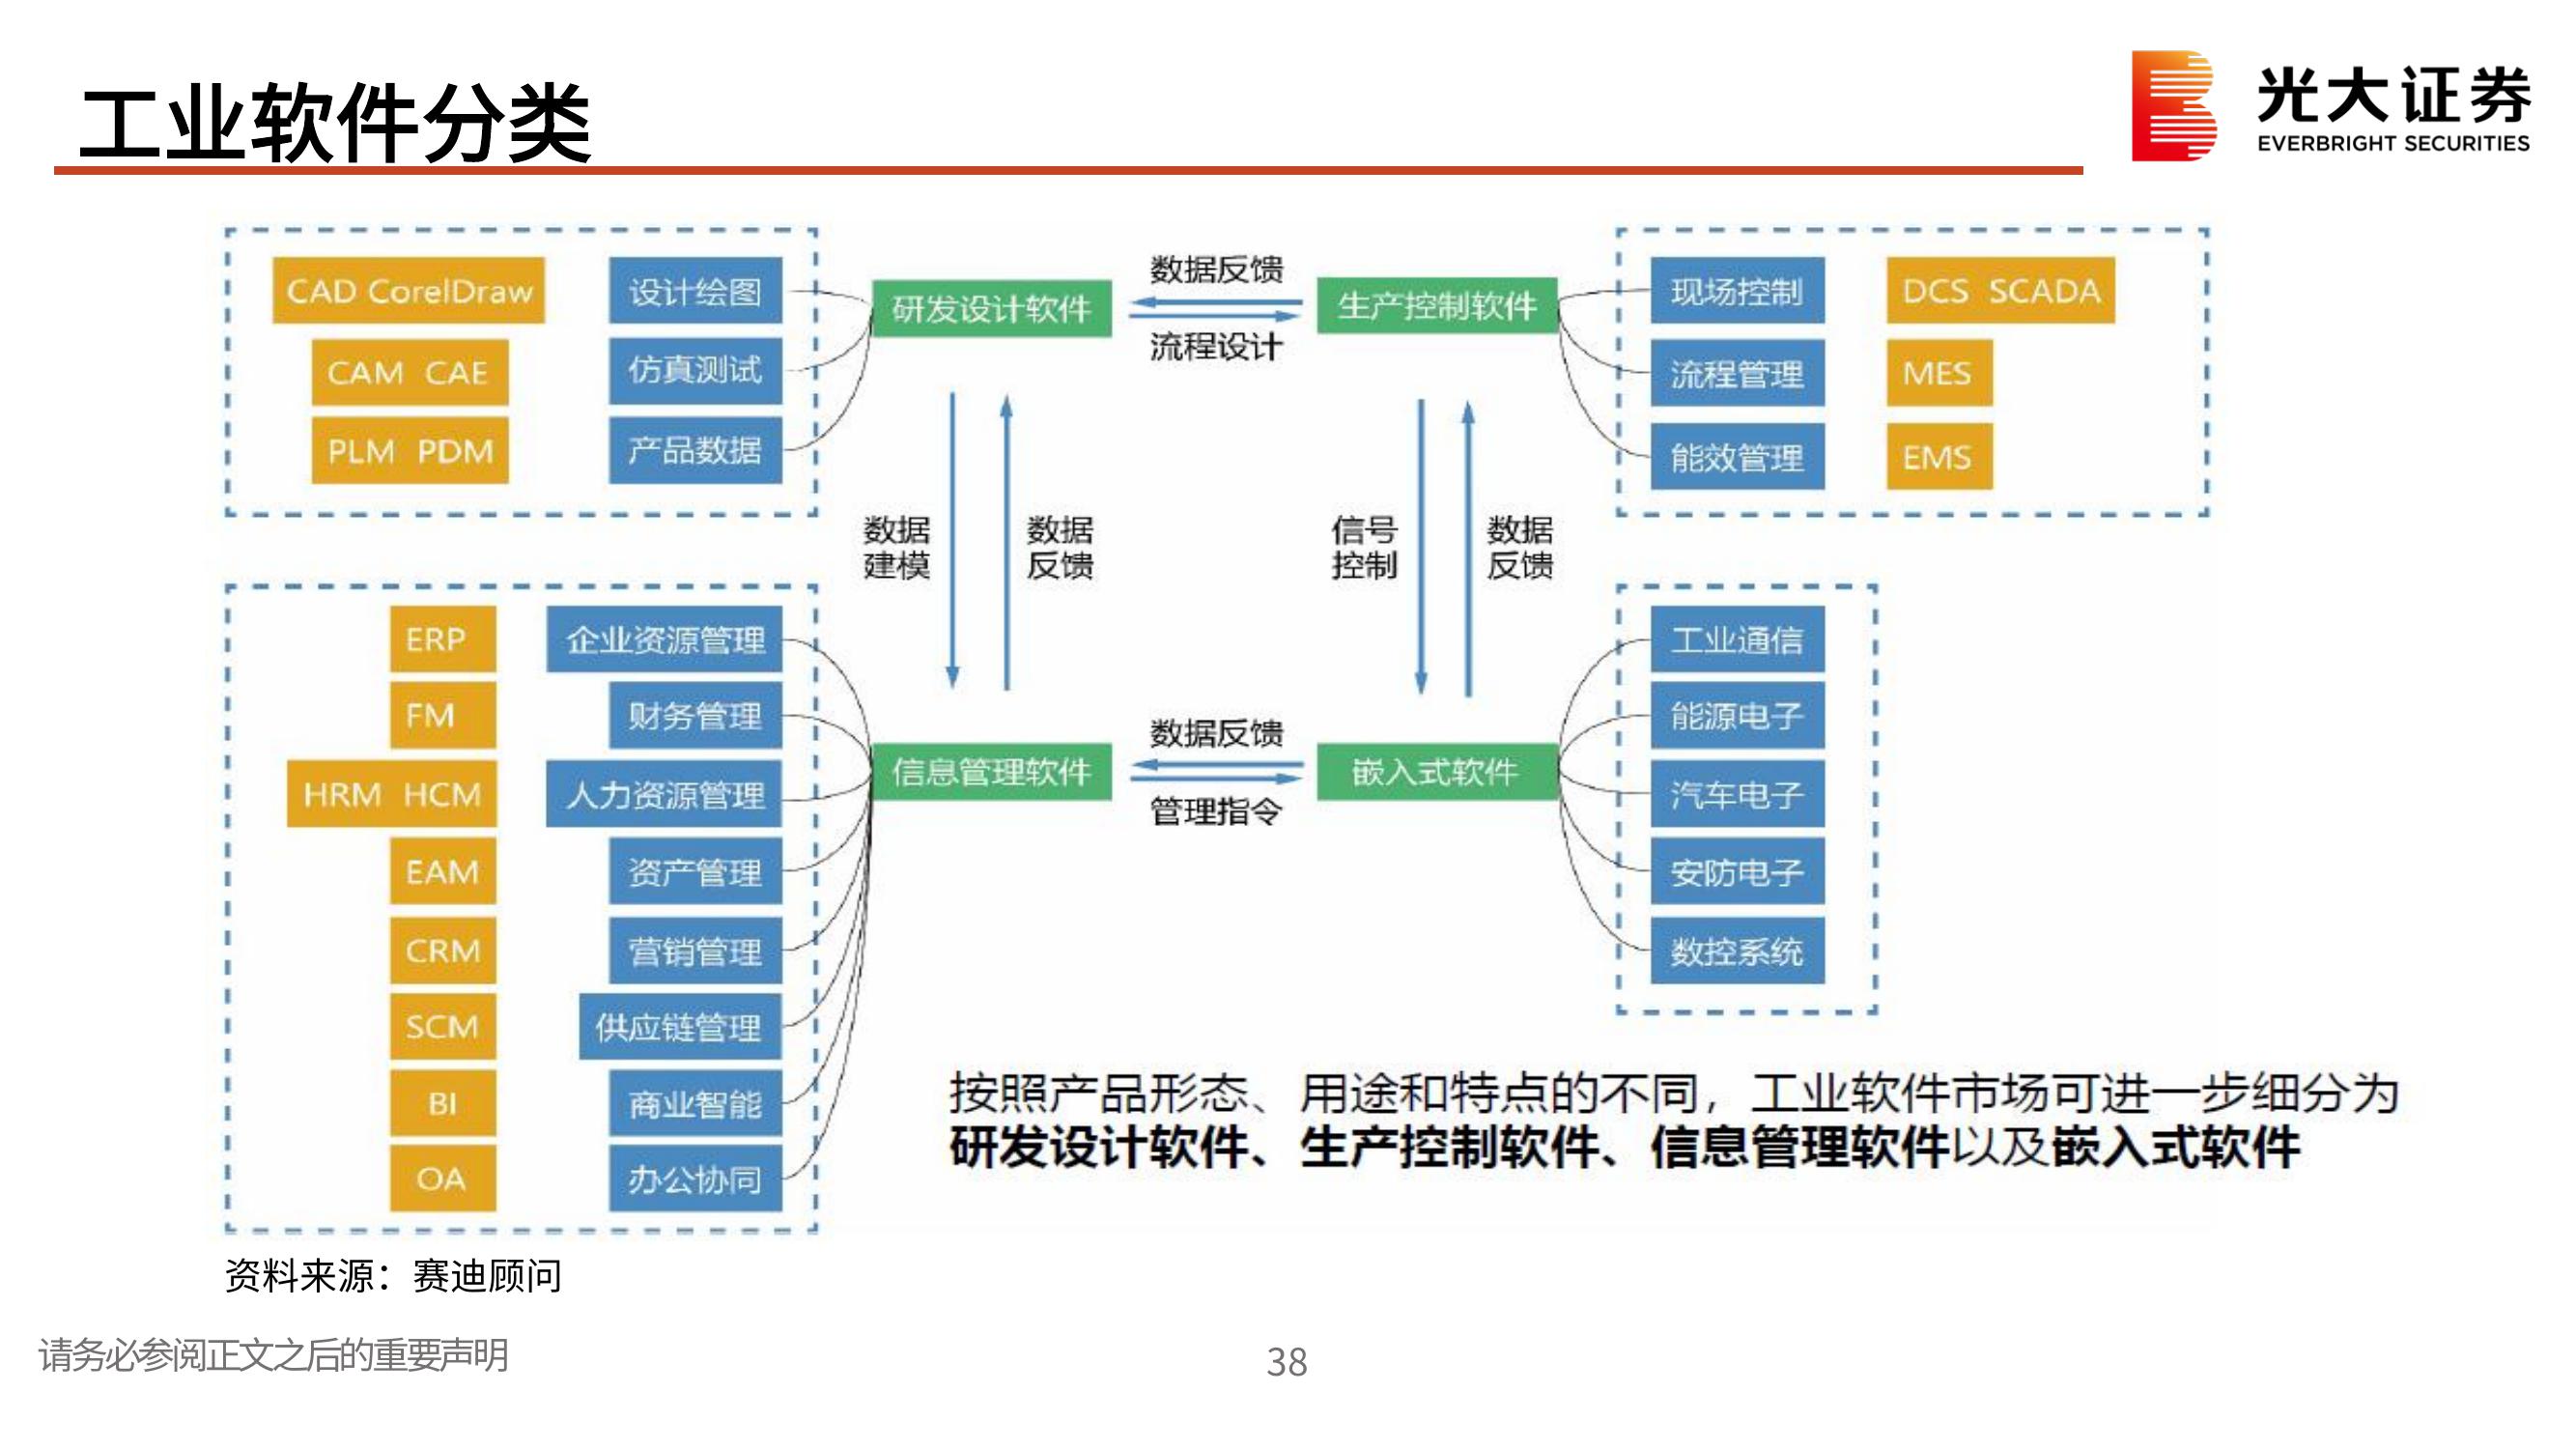 工业软件分类
光大证券
EVERBRIGHT SECURITIES
CAD CorelDraw 设计绘图
CAM CAE 仿真测试
PLM PDM 产品数据
研发设计软件
数据反馈
流程设计
生产控制软件
现场控制 DCS SCADA
流程管理 MES
能效管理 EMS
数据
建模
数据
反馈
信号
控制
数据
反馈
ERP 企业资源管理
FM 财务管理
HRM HCM 人力资源管理
EAM 资产管理
CRM 营销管理
SCM 供应链管理
BI 商业智能
OA 办公协同
信息管理软件
数据反馈
管理指令
嵌入式软件
工业通信
能源电子
汽车电子
安防电子
数控系统
按照产品形态、用途和特点的不同，工业软件市场可进一步细分为
研发设计软件、生产控制软件、信息管理软件以及嵌入式软件
资料来源：赛迪顾问
请务必参阅正文之后的重要声明
38